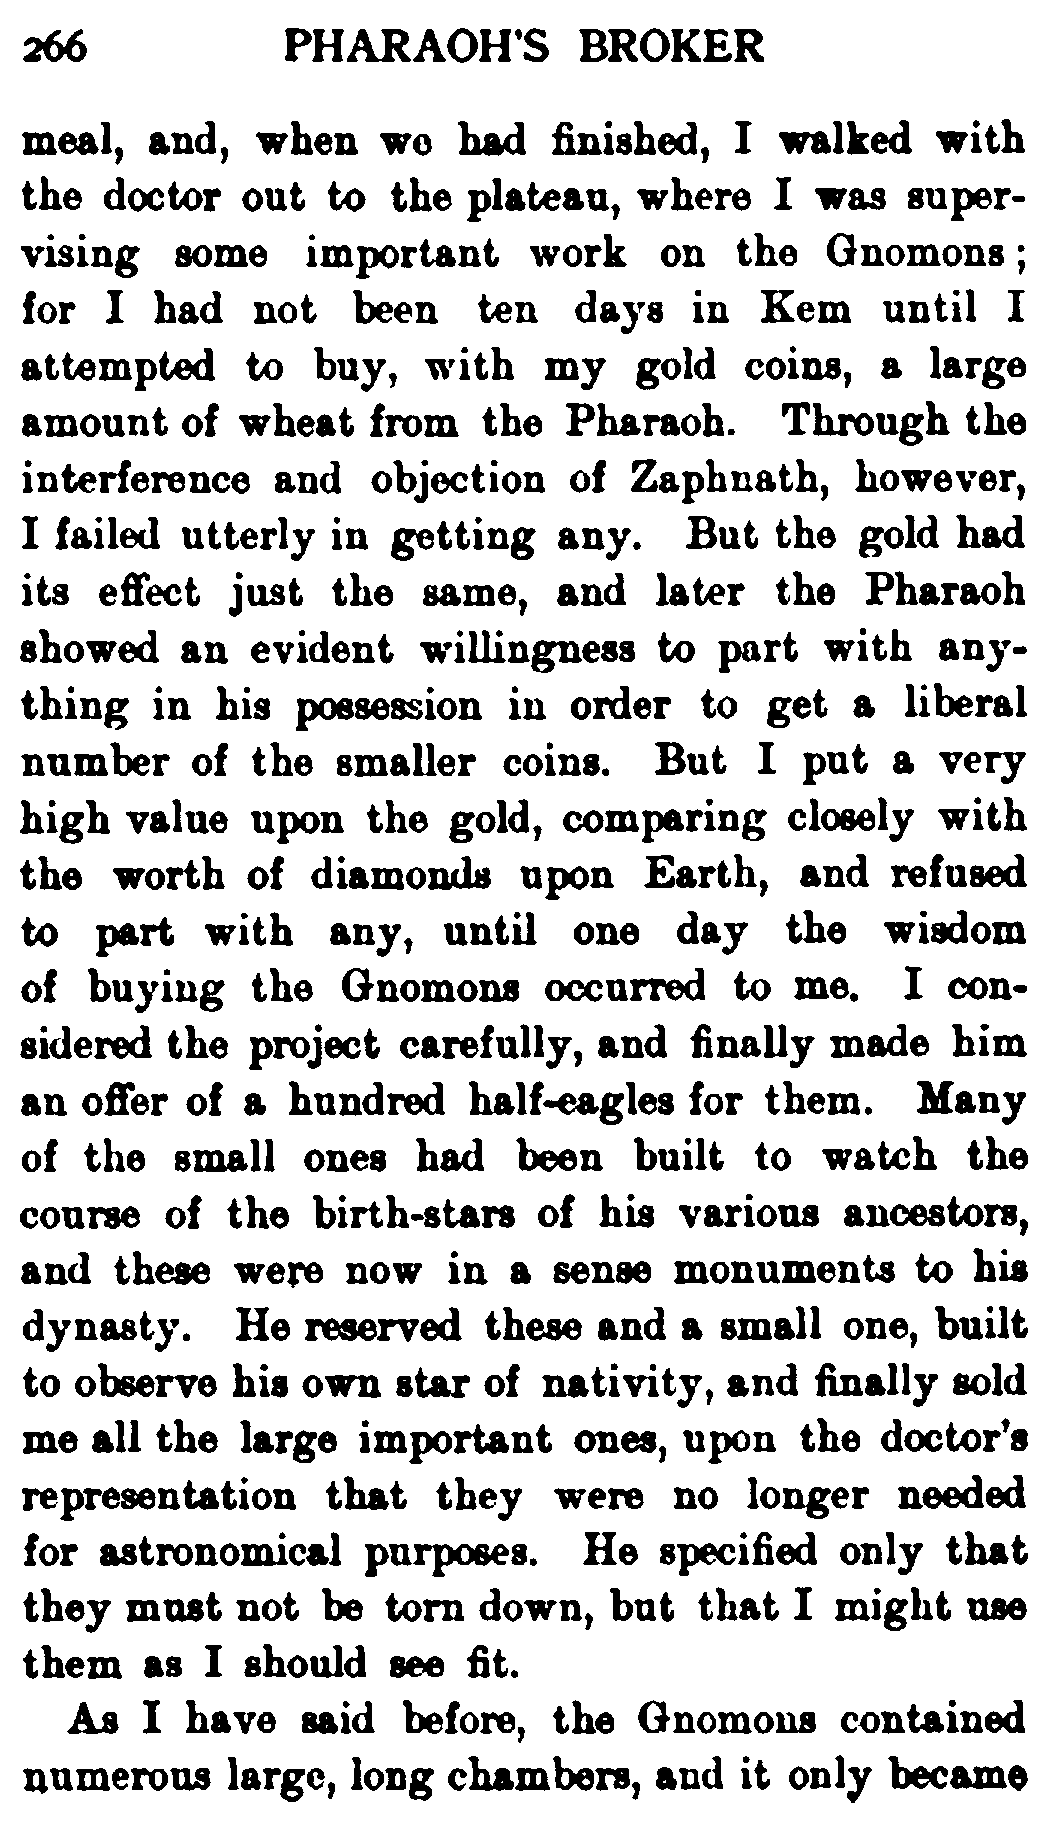 266 PHARAOH'S BROKER
meal, and, when we had finished, I walked with
the doctor out to the plateau, where I was super-
vising some important work on the Gnomons;
for I had not been ten days in Kem until I
attempted to buy, with my gold coins, a large
amount of wheat from the Pharaoh. Through the
interference and objection of Zaphnath, however,
I failed utterly in getting any. But the gold had
its effect just the same, and later the Pharaoh
showed an evident willingness to part with any-
thing in his possession in order to get a liberal
number of the smaller coins. But I put a very
high value upon the gold, comparing closely with
the worth of diamonds upon Earth, and refused
to part with any, until one day the wisdom
of buying the Gnomons occurred to me. I con-
sidered the project carefully, and finally made him
an offer of a hundred half-eagles for them. Many
of the small ones had been built to watch the
course of the birth-stars of his various ancestors,
and these were now in a sense monuments to his
dynasty. He reserved these and a small one, built
to observe his own star of nativity, and finally sold
me all the large important ones, upon the doctor's
representation that they were no longer needed
for astronomical purposes. He specified only that
they must not be torn down, but that I might use
them as I should see fit.
As I have said before, the Gnomons contained
numerous large, long chambers, and it only became